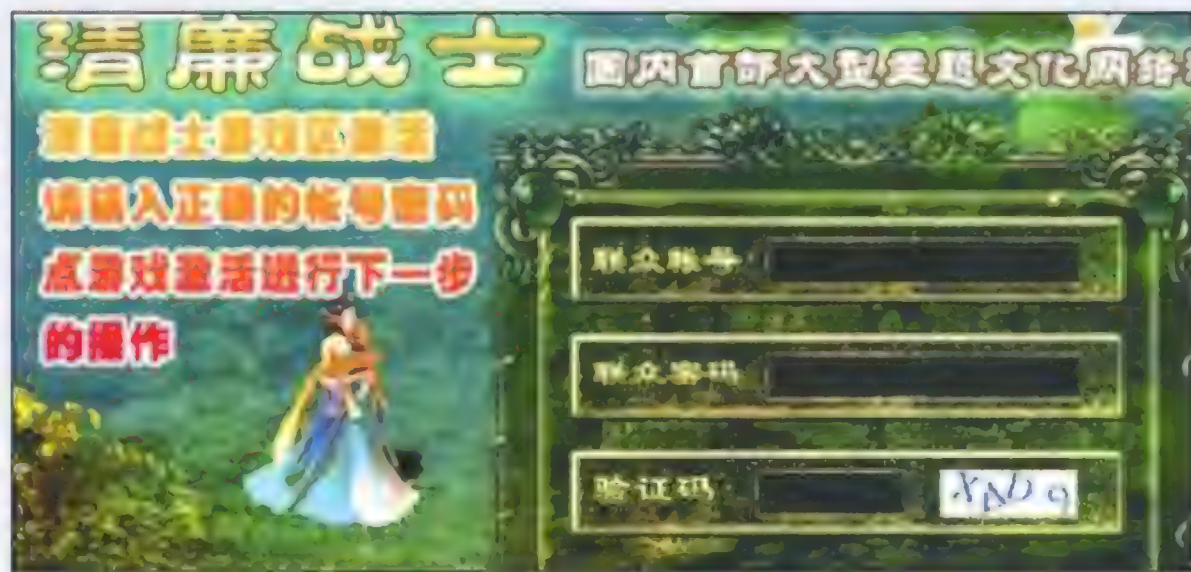 清廉战士
国内首部大型题文化网络
清廉战士游戏区激活
请输入正确的帐号密码
点游戏激活进行下一步
的操作
联众账号
联众密码
验证码